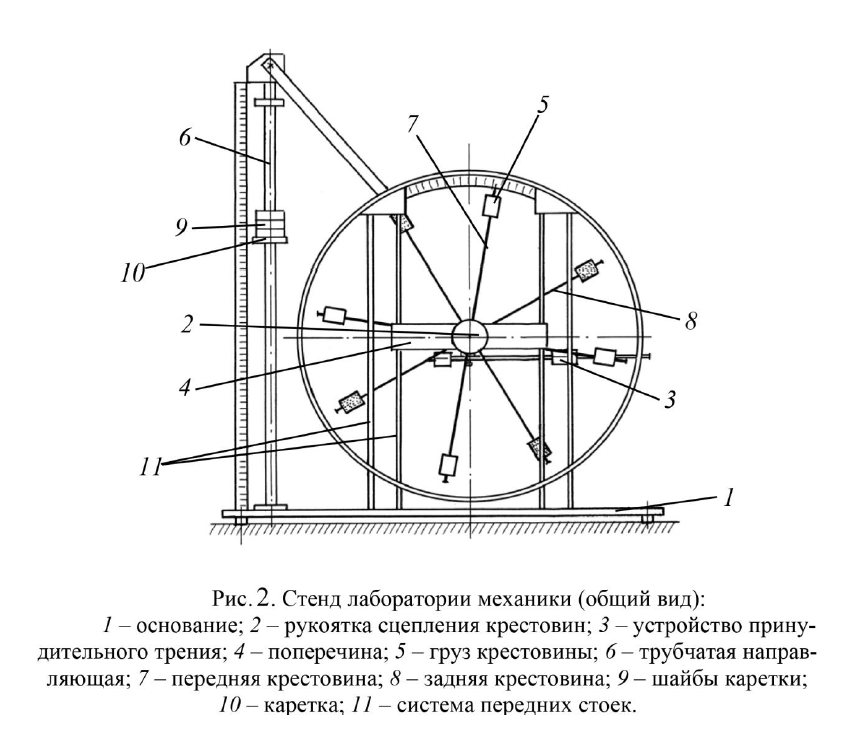 5
7
6
9
10
8
2
4
3
11
1
Рис. 2. Стенд лаборатории механики (общий вид):
1 – основание; 2 – рукоятка сцепления крестовин; 3 – устройство прину-
дительного трения; 4 – поперечина; 5 – груз крестовины; 6 – трубчатая направ-
ляющая; 7 – передняя крестовина; 8 – задняя крестовина; 9 – шайбы каретки;
10 – каретка; 11 – система передних стоек.